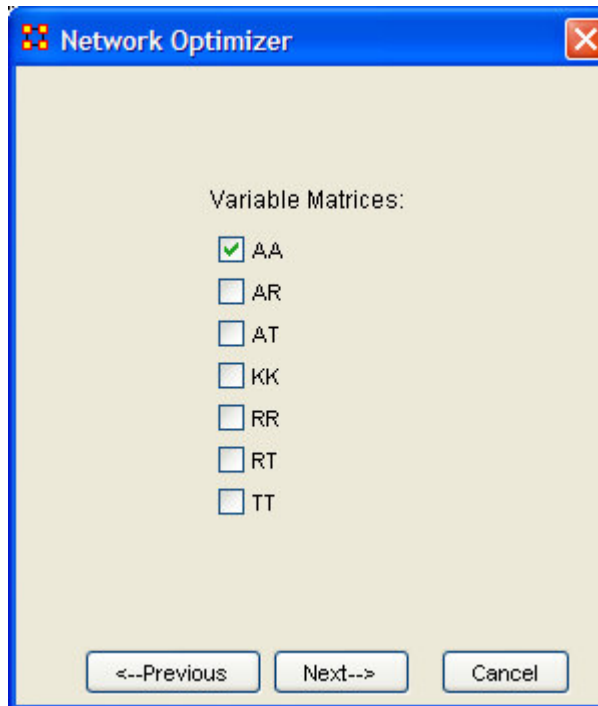 Network Optimizer
Variable Matrices:
AA
AR
AT
KK
RR
RT
TT
<--Previous Next--> Cancel